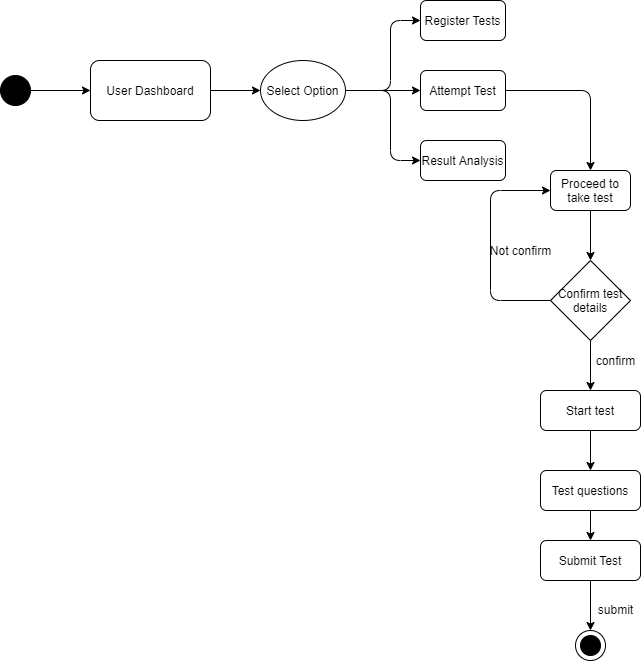 Register Tests
User Dashboard
Select Option
Attempt Test
Result Analysis
Proceed to
take test
Not confirm
Confirm test
details
confirm
Start test
Test questions
Submit Test
submit